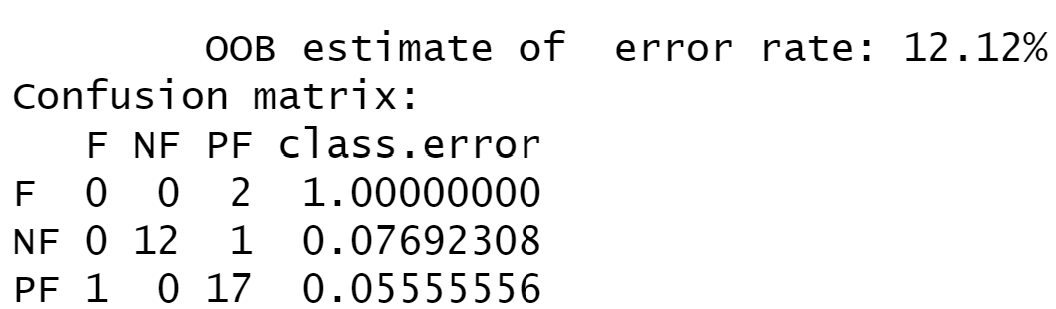 OOB estimate of  error rate: 12.12%
Confusion matrix:
   F NF PF class.error
F  0  0  2  1.00000000
NF 0 12  1  0.07692308
PF 1  0 17  0.05555556